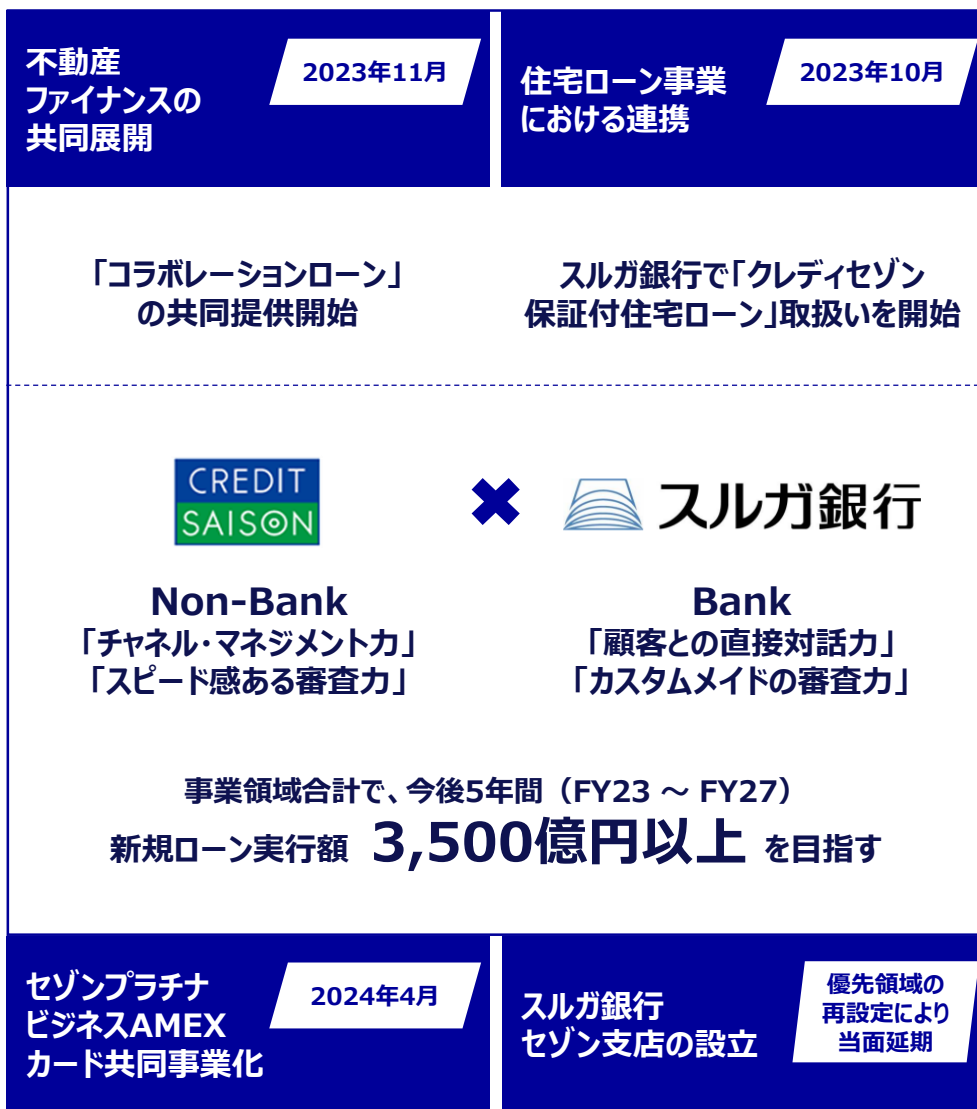 不動産
ファイナンスの
共同展開
2023年11月
住宅ローン事業
における連携
2023年10月
「コラボレーションローン」
の共同提供開始
スルガ銀行で「クレディセゾン
保証付住宅ローン」取扱いを開始
CREDIT
SAISON
✖
スルガ銀行
Non-Bank
「チャネル・マネジメント力」
「スピード感ある審査力」
Bank
「顧客との直接対話力」
「カスタムメイドの審査力」
事業領域合計で、今後5年間（FY23 ～ FY27）
新規ローン実行額 3,500億円以上 を目指す
セゾンプラチナ
ビジネスAMEX
カード共同事業化
2024年4月
スルガ銀行
セゾン支店の設立
優先領域の
再設定により
当面延期